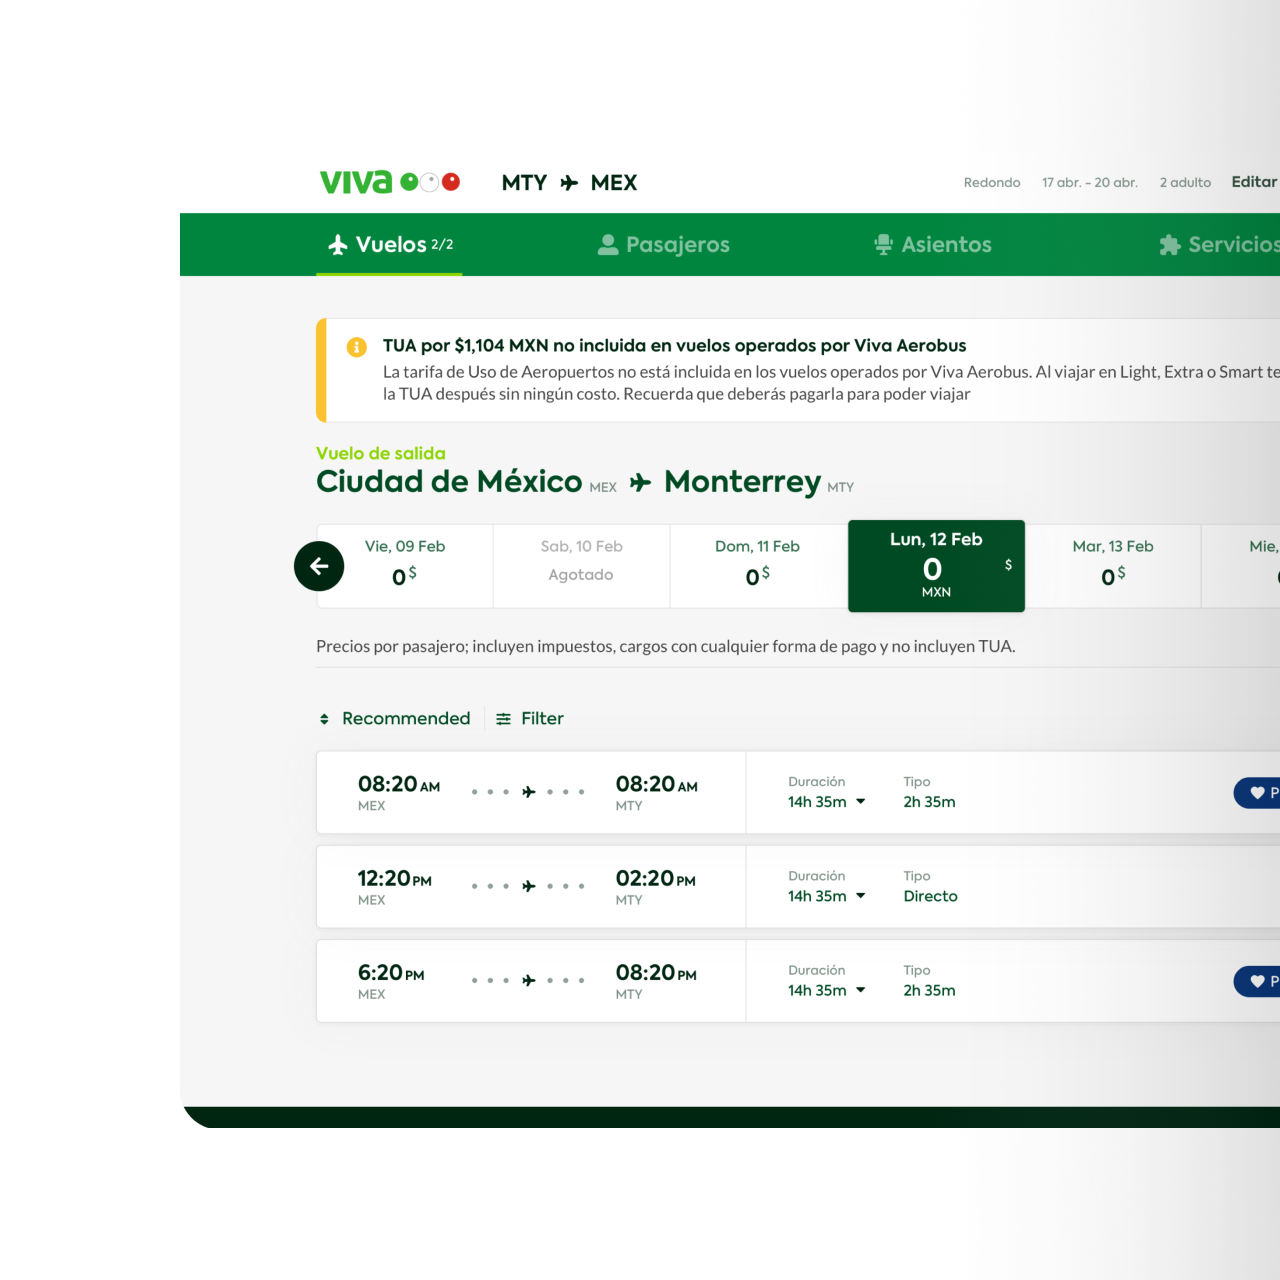 viva
MTY MEX
Redondo 17 abr. - 20 abr. 2 adulto Editar
Vuelos 2/2 Pasajeros Asientos Servicios
TUA por $1,104 MXN no incluida en vuelos operados por Viva Aerobus
La tarifa de Uso de Aeropuertos no está incluida en los vuelos operados por Viva Aerobus. Al viajar en Light, Extra o Smart te
la TUA después sin ningún costo. Recuerda que deberás pagarla para poder viajar
Vuelo de salida
Ciudad de México MEX Monterrey MTY
Vie, 09 Feb Sab, 10 Feb Dom, 11 Feb Lun, 12 Feb Mar, 13 Feb Mie,
0 $ Agotado 0 $ 0 $ MXN 0 $
Precios por pasajero; incluyen impuestos, cargos con cualquier forma de pago y no incluyen TUA.
Recommended Filter
08:20 AM 08:20 AM Duración Tipo
MEX MTY 14h 35m 2h 35m P
12:20 PM 02:20 PM Duración Tipo
MEX MTY 14h 35m Directo
6:20 PM 08:20 PM Duración Tipo
MEX MTY 14h 35m 2h 35m P